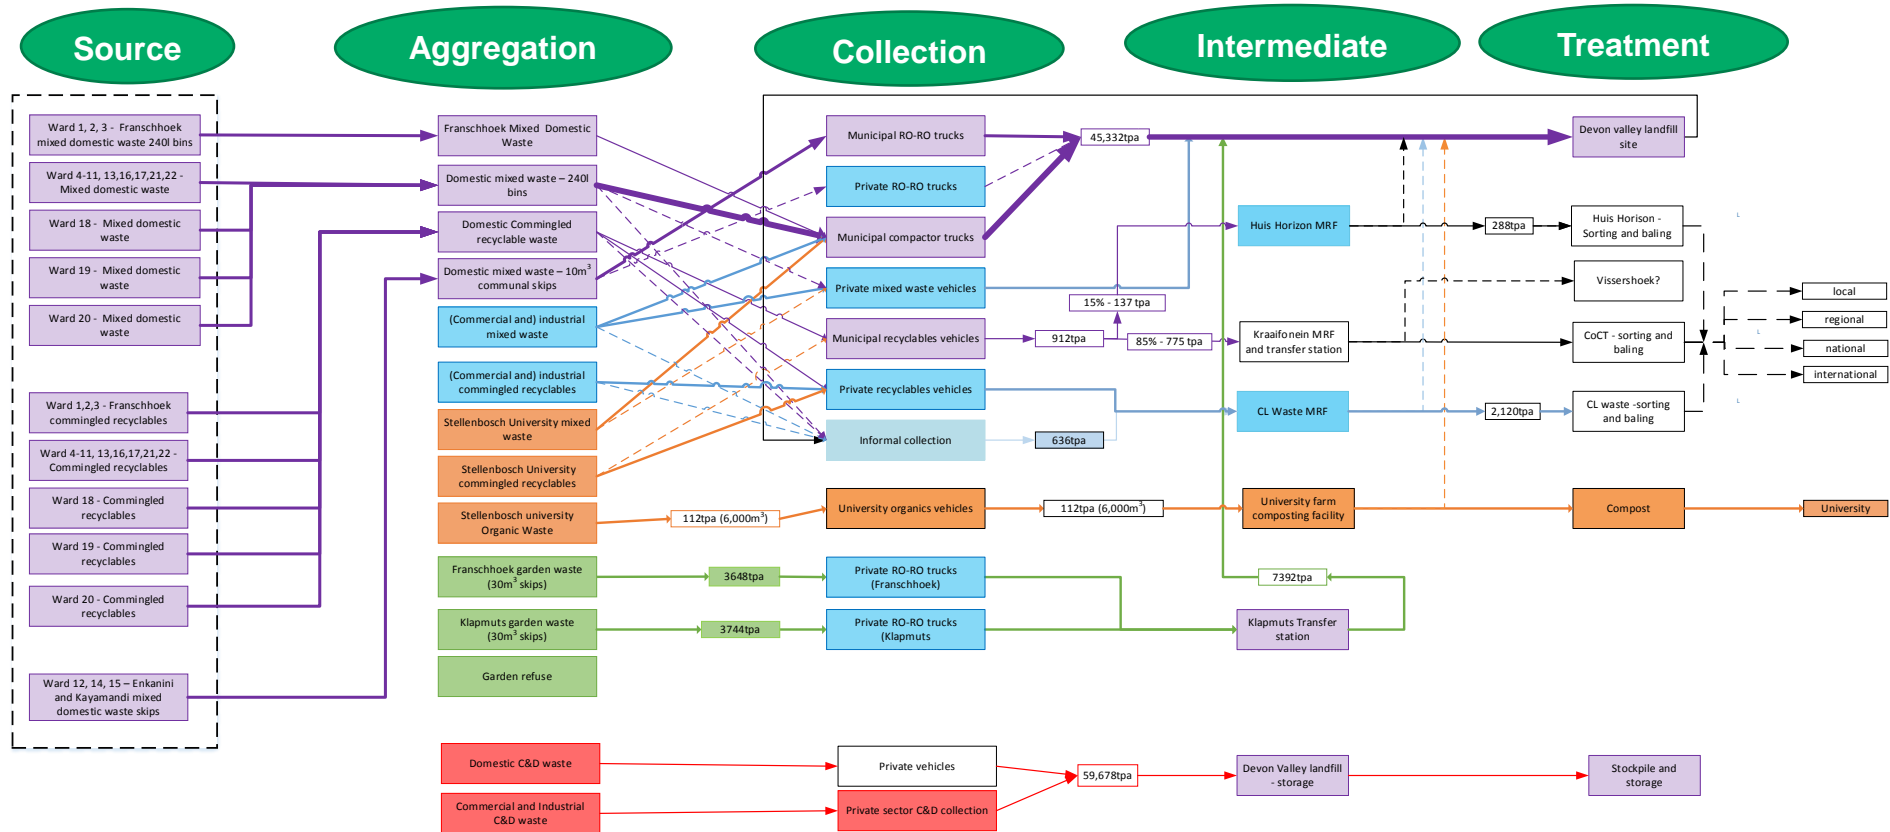 Source
Aggregation
Collection
Intermediate
Treatment
Ward 1, 2, 3 - Franschhoek
mixed domestic waste 240l bins
Ward 4-11, 13,16,17,21,22 -
Mixed domestic waste
Ward 18 - Mixed domestic
waste
Ward 19 - Mixed domestic
waste
Ward 20 - Mixed domestic
waste
Ward 1,2,3 - Franschhoek
commingled recyclables
Ward 4-11, 13,16,17,21,22 -
Commingled recyclables
Ward 18 - Commingled
recyclables
Ward 19 - Commingled
recyclables
Ward 20 - Commingled
recyclables
Ward 12, 14, 15 – Enkanini
and Kayamandi mixed
domestic waste skips
Franschhoek Mixed Domestic
Waste
Domestic mixed waste – 240l
bins
Domestic Commingled
recyclable waste
Domestic mixed waste – 10m³
communal skips
(Commercial and) industrial
mixed waste
(Commercial and) industrial
commingled recyclables
Stellenbosch University mixed
waste
Stellenbosch University
commingled recyclables
Stellenbosch university
Organic Waste
Franschhoek garden waste
(30m³ skips)
Klapmuts garden waste
(30m³ skips)
Garden refuse
Domestic C&D waste
Commercial and Industrial
C&D waste
112tpa (6,000m³)
3648tpa
3744tpa
Municipal RO-RO trucks
Private RO-RO trucks
Municipal compactor trucks
Private mixed waste vehicles
Municipal recyclables vehicles
Private recyclables vehicles
Informal collection
University organics vehicles
Private RO-RO trucks
(Franschhoek)
Private RO-RO trucks
(Klapmuts
Private vehicles
Private sector C&D collection
45,332tpa
15% - 137 tpa
912tpa
85% - 775 tpa
636tpa
112tpa (6,000m³)
59,678tpa
Huis Horizon MRF
Kraaifonein MRF
and transfer station
CL Waste MRF
University farm
composting facility
7392tpa
Klapmuts Transfer
station
Devon Valley landfill
- storage
288tpa
2,120tpa
Devon valley landfill
site
Huis Horison -
Sorting and baling
Vissershoek?
CoCT - sorting and
baling
CL waste -sorting
and baling
Compost
Stockpile and
storage
local
regional
national
international
University